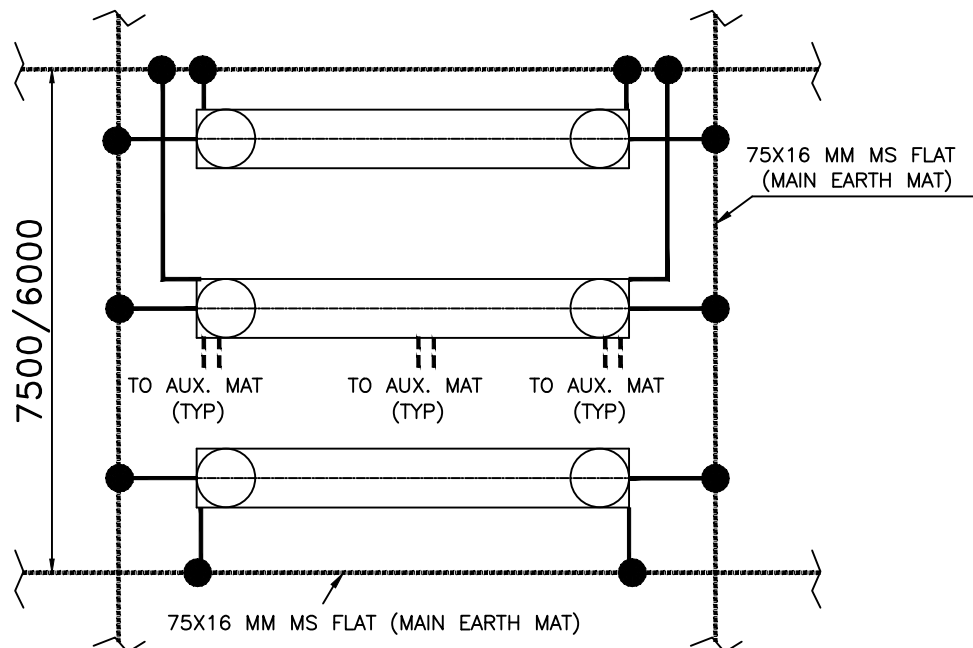 75X16 MM MS FLAT
(MAIN EARTH MAT)
7500/6000
TO AUX. MAT
(TYP)
TO AUX. MAT
(TYP)
TO AUX. MAT
(TYP)
75X16 MM MS FLAT (MAIN EARTH MAT)